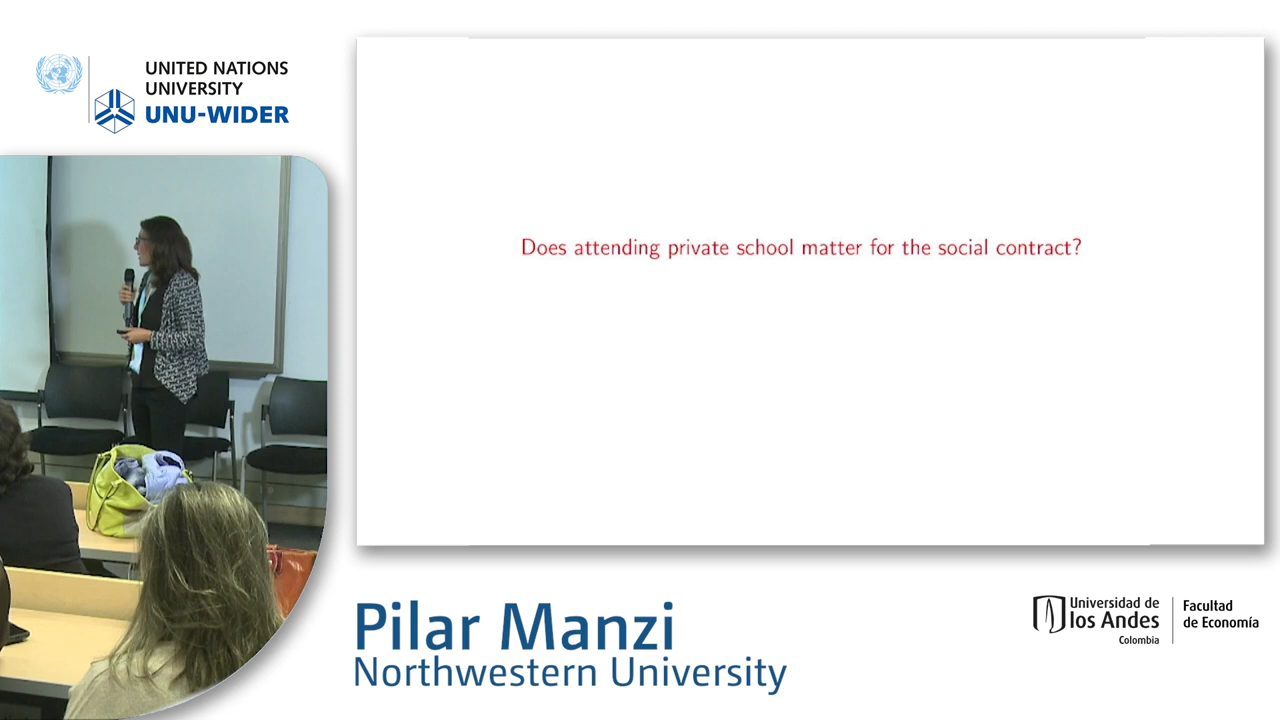 UNITED NATIONS
UNIVERSITY
UNU-WIDER
Does attending private school matter for the social contract?
Pilar Manzi
Northwestern University
Universidad de
los Andes
Colombia
Facultad
de Economía